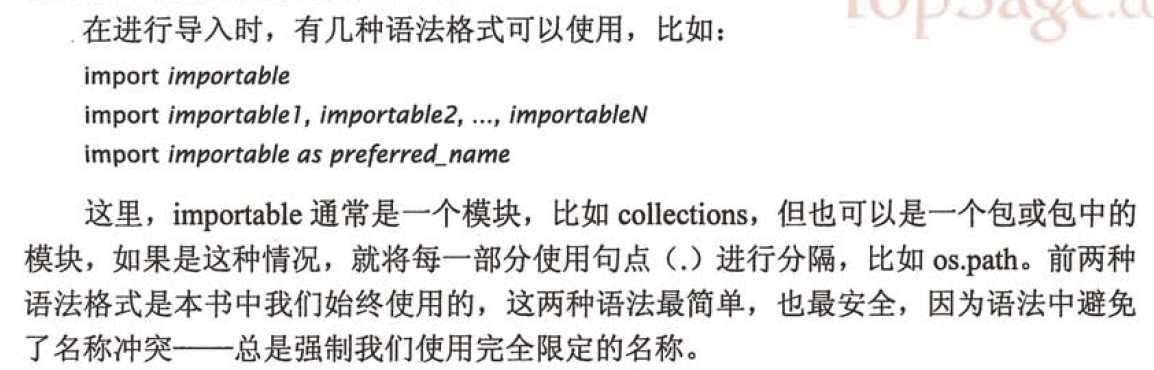 在进行导入时，有几种语法格式可以使用，比如：
import importable
import importable1, importable2, ..., importableN
import importable as preferred_name
这里，importable 通常是一个模块，比如 collections，但也可以是一个包或包中的
模块，如果是这种情况，就将每一部分使用句点（.）进行分隔，比如 os.path。前两种
语法格式是本书中我们始终使用的，这两种语法最简单，也最安全，因为语法中避免
了名称冲突——总是强制我们使用完全限定的名称。